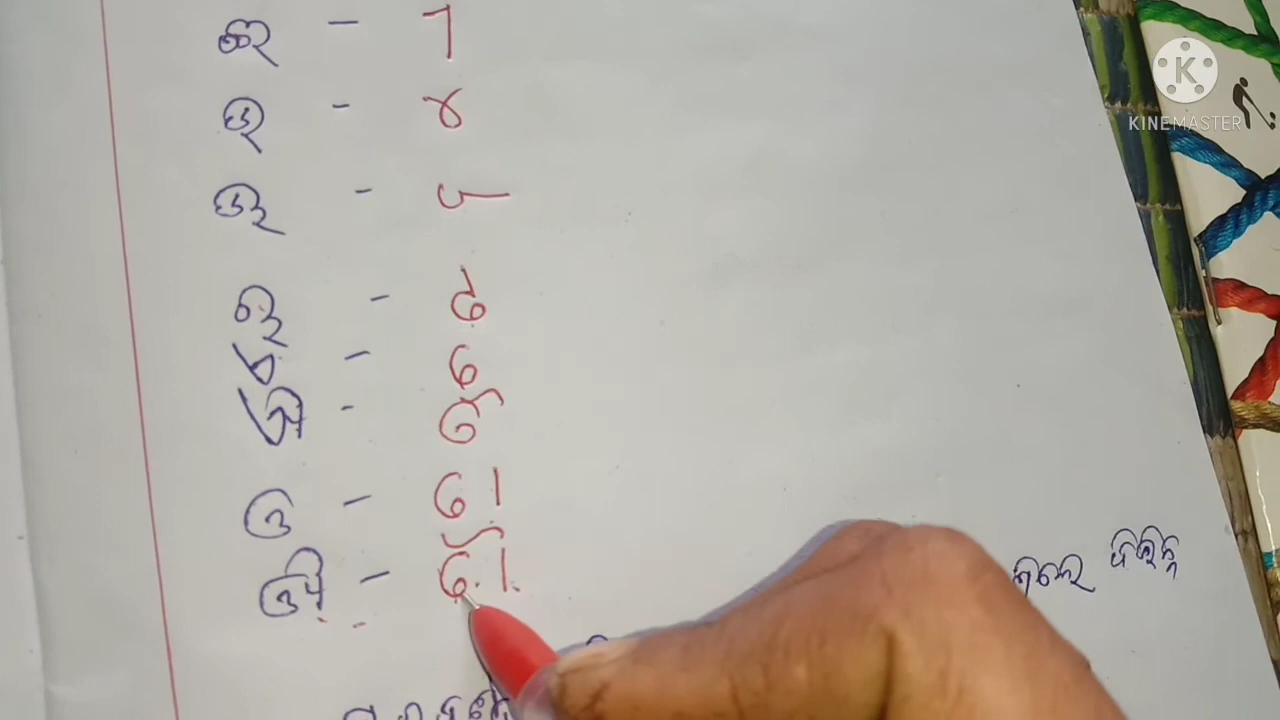 ଈ - ୀ
ଉ - ୁ
ଊ - ୂ
ଋ - ୃ
ଏ - େ
ଐ - ୈ
ଓ - ୋ
ଔ - ୌ
KINEMASTER